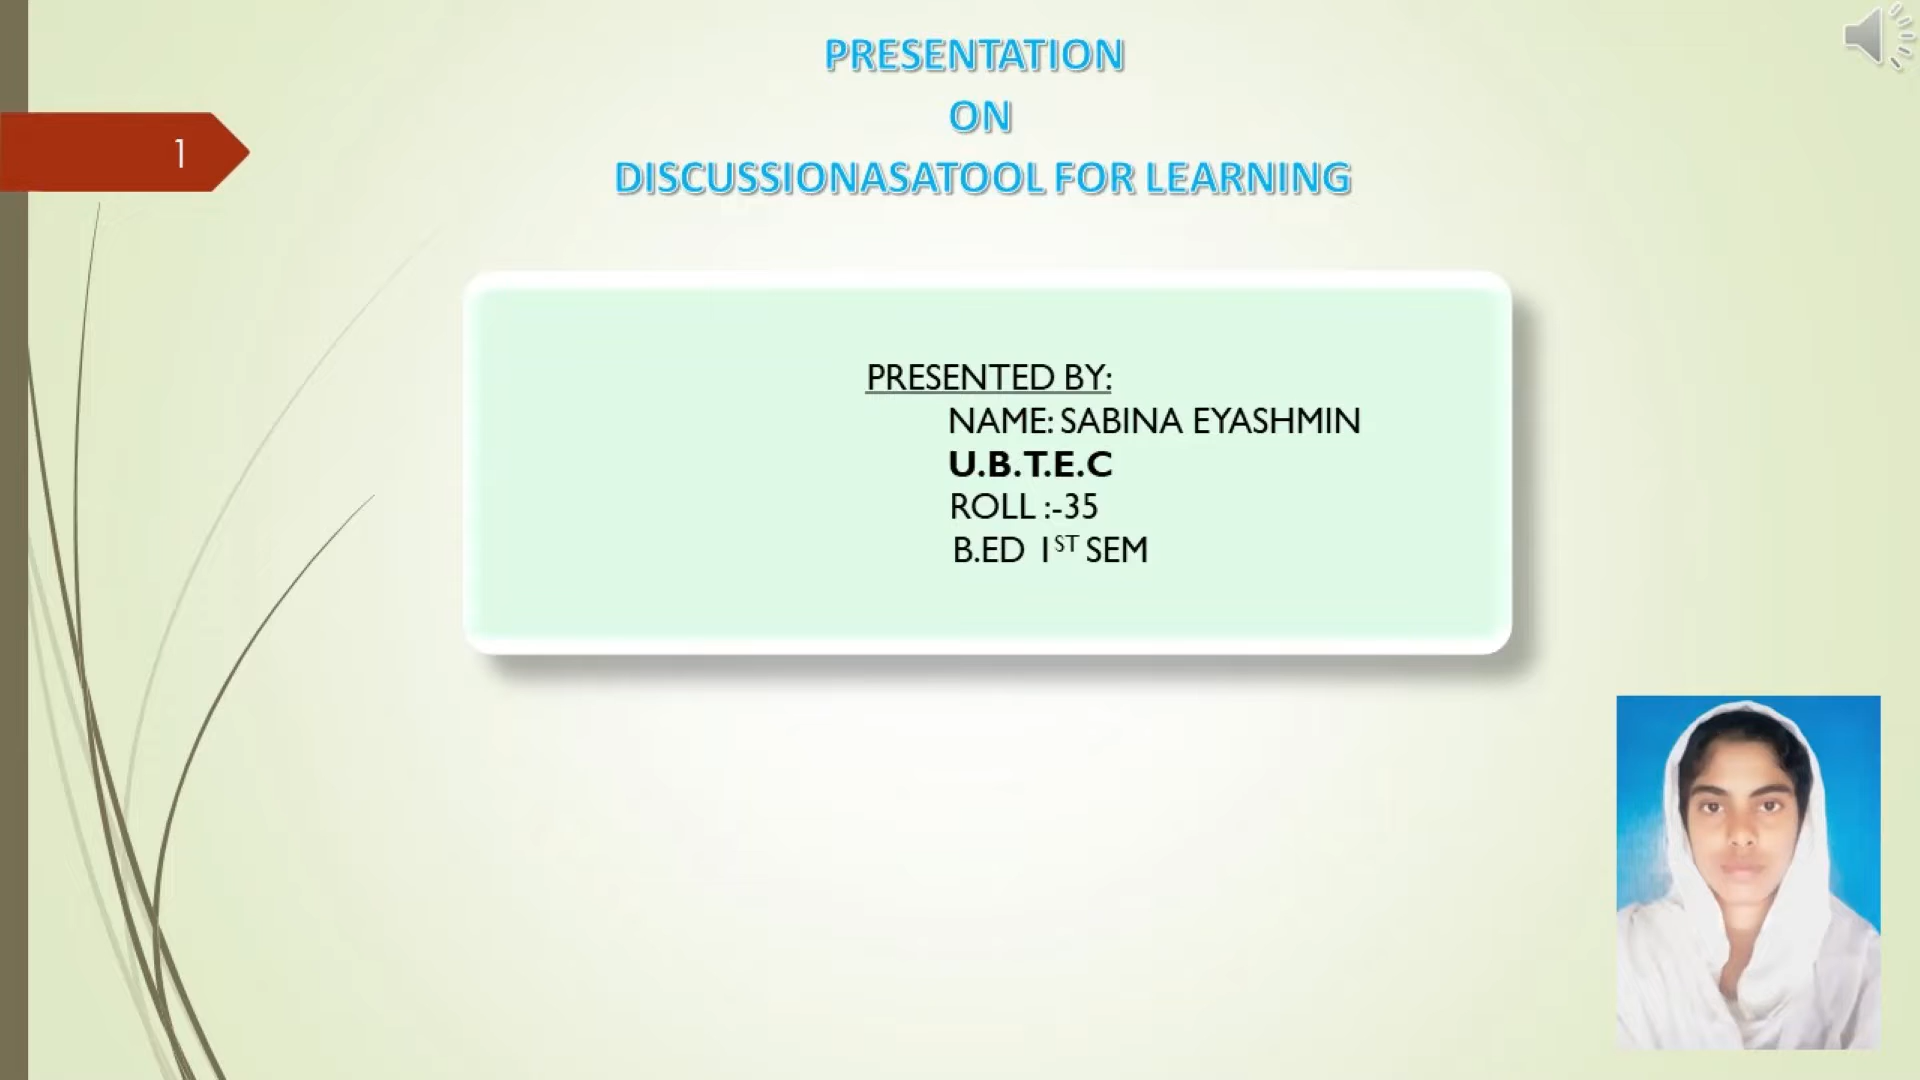 PRESENTATION
ON
DISCUSSIONASATOOL FOR LEARNING
1
PRESENTED BY:
NAME: SABINA EYASHMIN
U.B.T.E.C
ROLL :-35
B.ED 1ST SEM